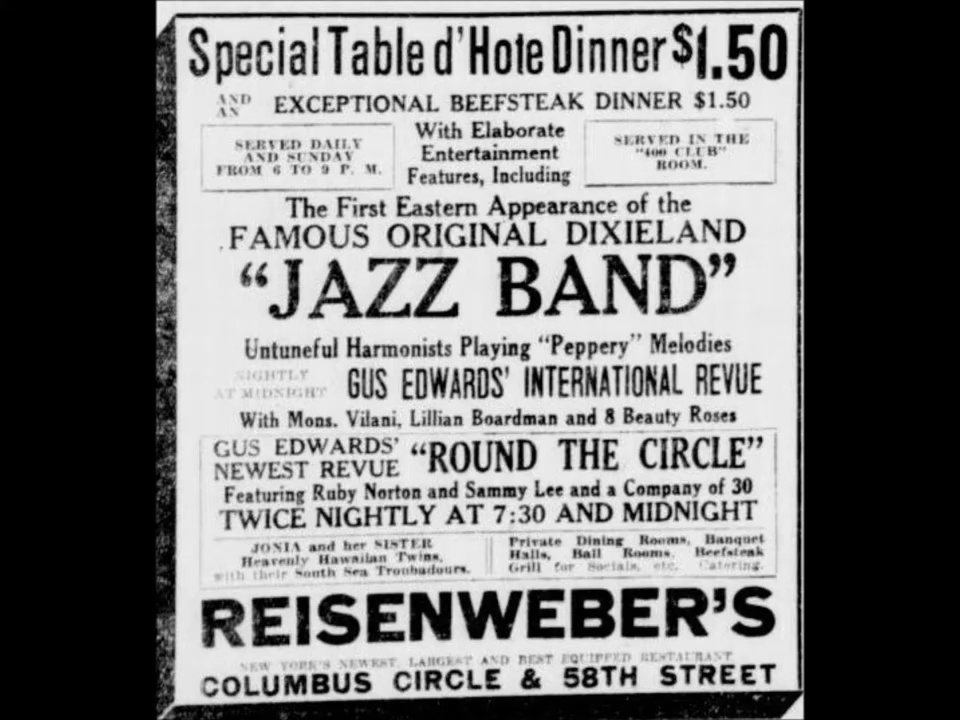 Special Table d'Hote Dinner $1.50
AND AN EXCEPTIONAL BEEFSTEAK DINNER $1.50
SERVED DAILY
AND SUNDAY
FROM 6 TO 9 P. M.
With Elaborate
Entertainment
Features, Including
SERVED IN THE
"400 CLUB"
ROOM.
The First Eastern Appearance of the
FAMOUS ORIGINAL DIXIELAND
"JAZZ BAND"
Untuneful Harmonists Playing "Peppery" Melodies
NIGHTLY
AT MIDNIGHT
GUS EDWARDS' INTERNATIONAL REVUE
With Mons. Vilani, Lillian Boardman and 8 Beauty Roses
GUS EDWARDS'
NEWEST REVUE
"ROUND THE CIRCLE"
Featuring Ruby Norton and Sammy Lee and a Company of 30
TWICE NIGHTLY AT 7:30 AND MIDNIGHT
JONIA and her SISTER
Heavenly Hawaiian Twins,
with their South Sea Troubadours.
Private Dining Rooms, Banquet
Halls, Ball Rooms, Beefsteak
Grill for Socials, etc. Catering.
REISENWEBER'S
NEW YORK'S NEWEST, LARGEST AND BEST EQUIPPED RESTAURANT
COLUMBUS CIRCLE & 58TH STREET